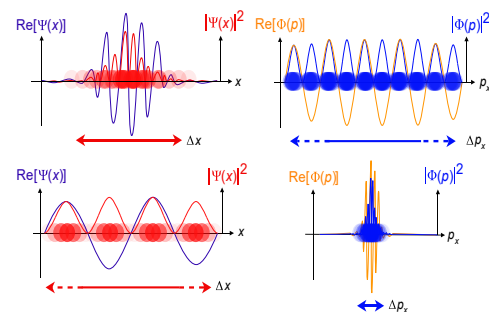 Re[Ψ(x)]
|Ψ(x)|²
x
Δx
Re[Φ(p)]
|Φ(p)|²
pₓ
Δpₓ
Re[Ψ(x)]
|Ψ(x)|²
x
Δx
Re[Φ(p)]
|Φ(p)|²
pₓ
Δpₓ